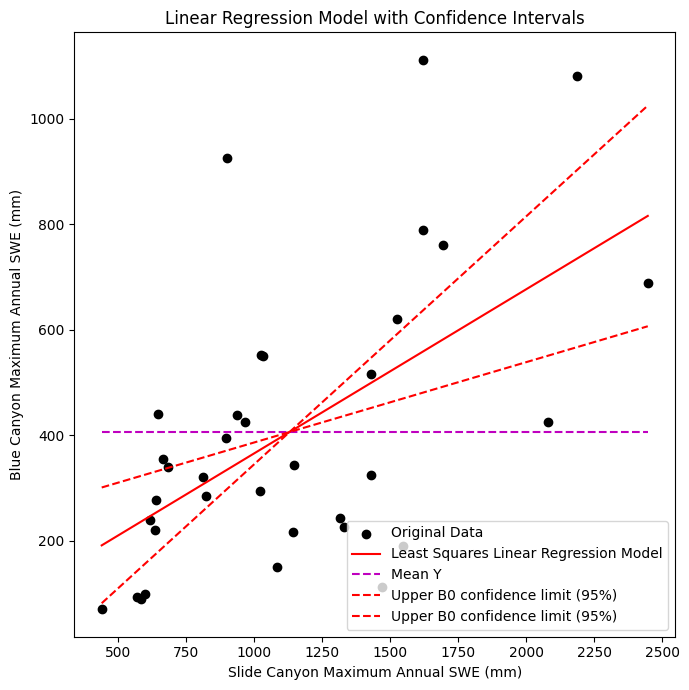 Linear Regression Model with Confidence Intervals
Blue Canyon Maximum Annual SWE (mm)
1000
800
600
400
200
Original Data
Least Squares Linear Regression Model
Mean Y
Upper B0 confidence limit (95%)
Upper B0 confidence limit (95%)
500 750 1000 1250 1500 1750 2000 2250 2500
Slide Canyon Maximum Annual SWE (mm)